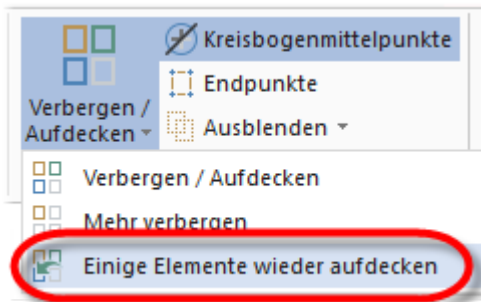 Kreisbogenmittelpunkte
Endpunkte
Verbergen /
Aufdecken
Ausblenden
Verbergen / Aufdecken
Mehr verbergen
Einige Elemente wieder aufdecken